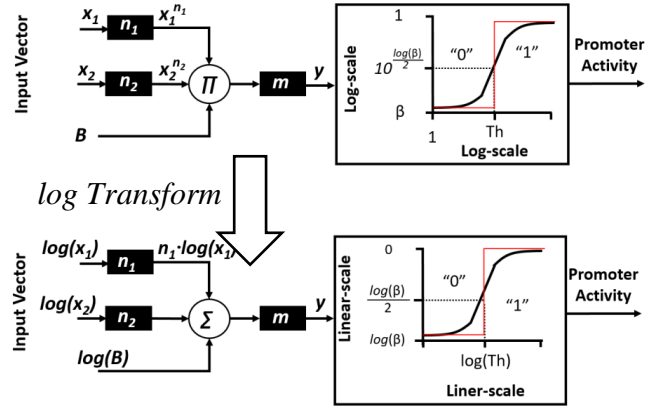 Input Vector
x₁
n₁
x₁^n₁
x₂
n₂
x₂^n₂
Π
m
y
B
Log-scale
1
10^log(β)/2
β
"0"
"1"
1
Th
Log-scale
Promoter
Activity
log Transform
Input Vector
log(x₁)
n₁
n₁·log(x₁)
log(x₂)
n₂
Σ
m
y
log(B)
Linear-scale
0
log(β)
2
log(β)
"0"
"1"
log(Th)
Liner-scale
Promoter
Activity